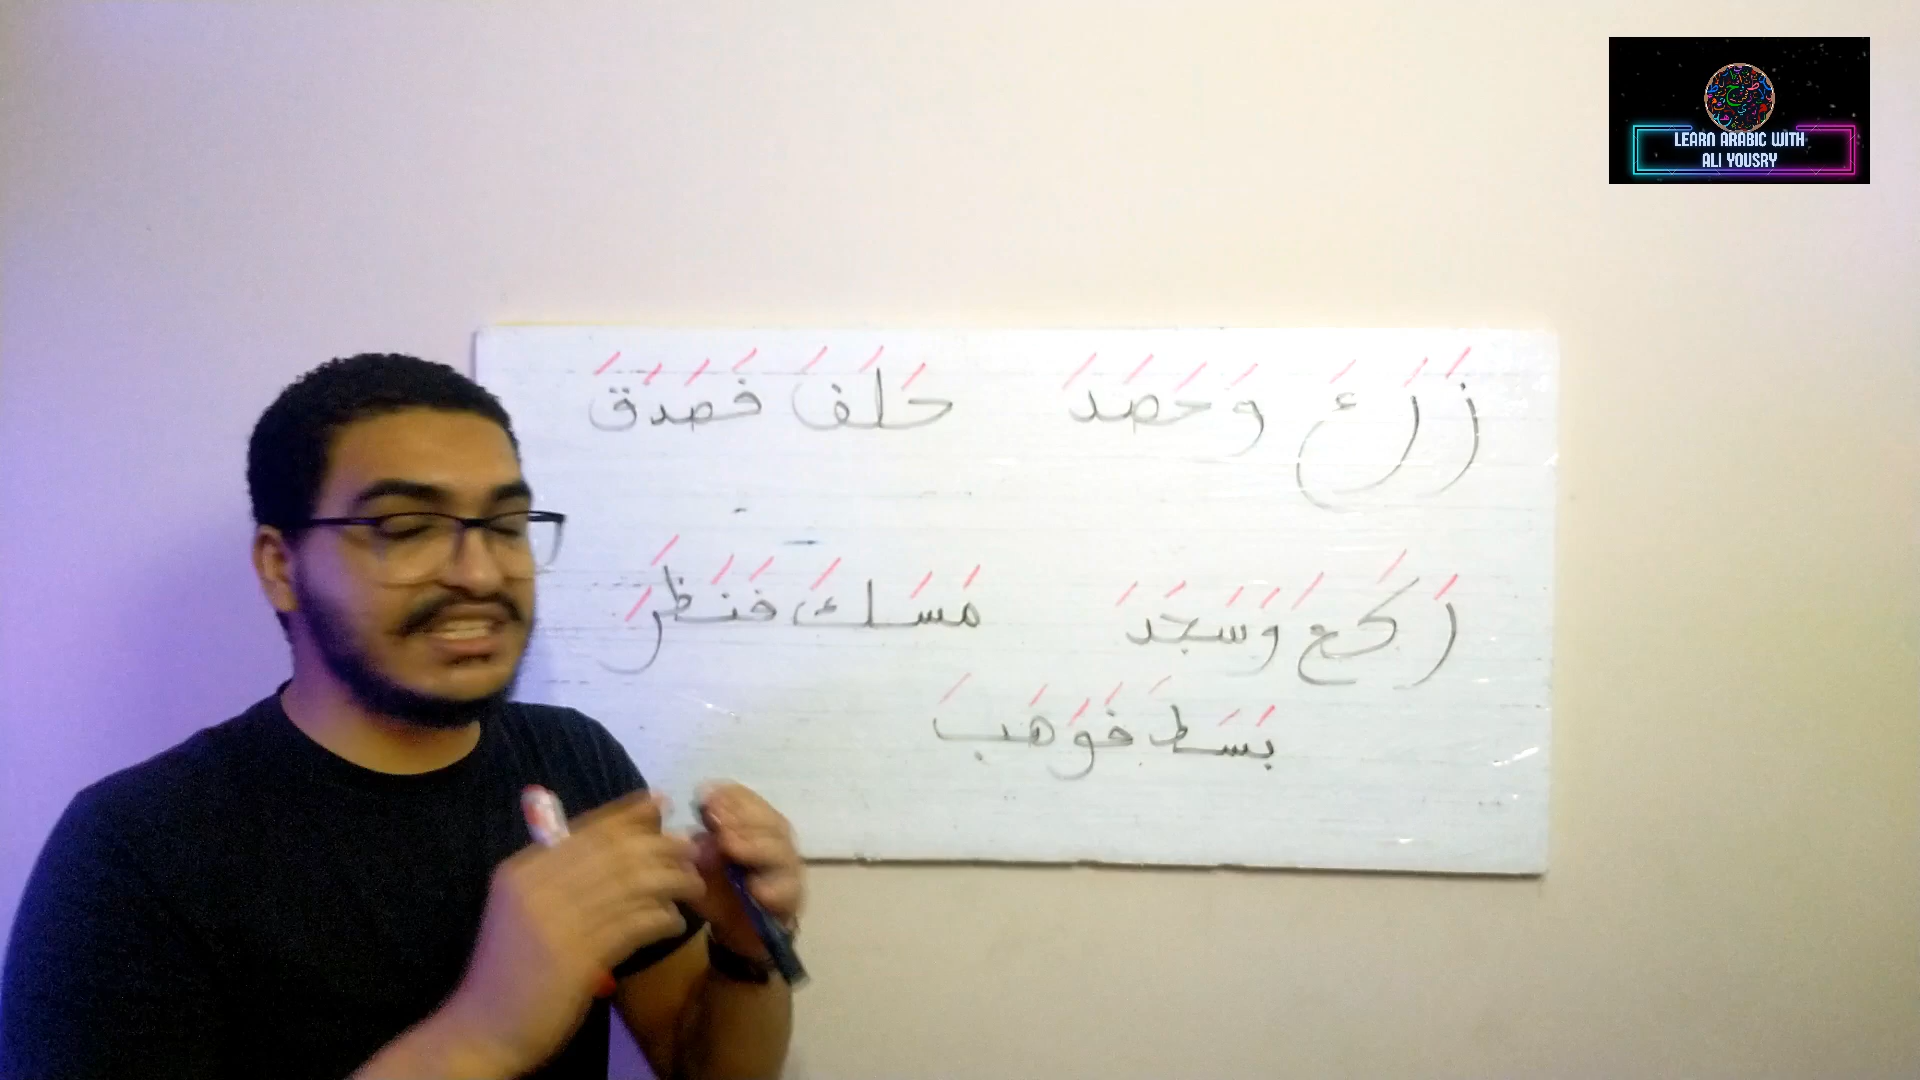 زَرَعَ وَحَصَدَ حَلَفَ فَصَدَقَ
رَكَعَ وَسَجَدَ مَسَكَ فَنَظَرَ
بَسَطَ فَوَهَبَ
LEARN ARABIC WITH
ALI YOUSRY